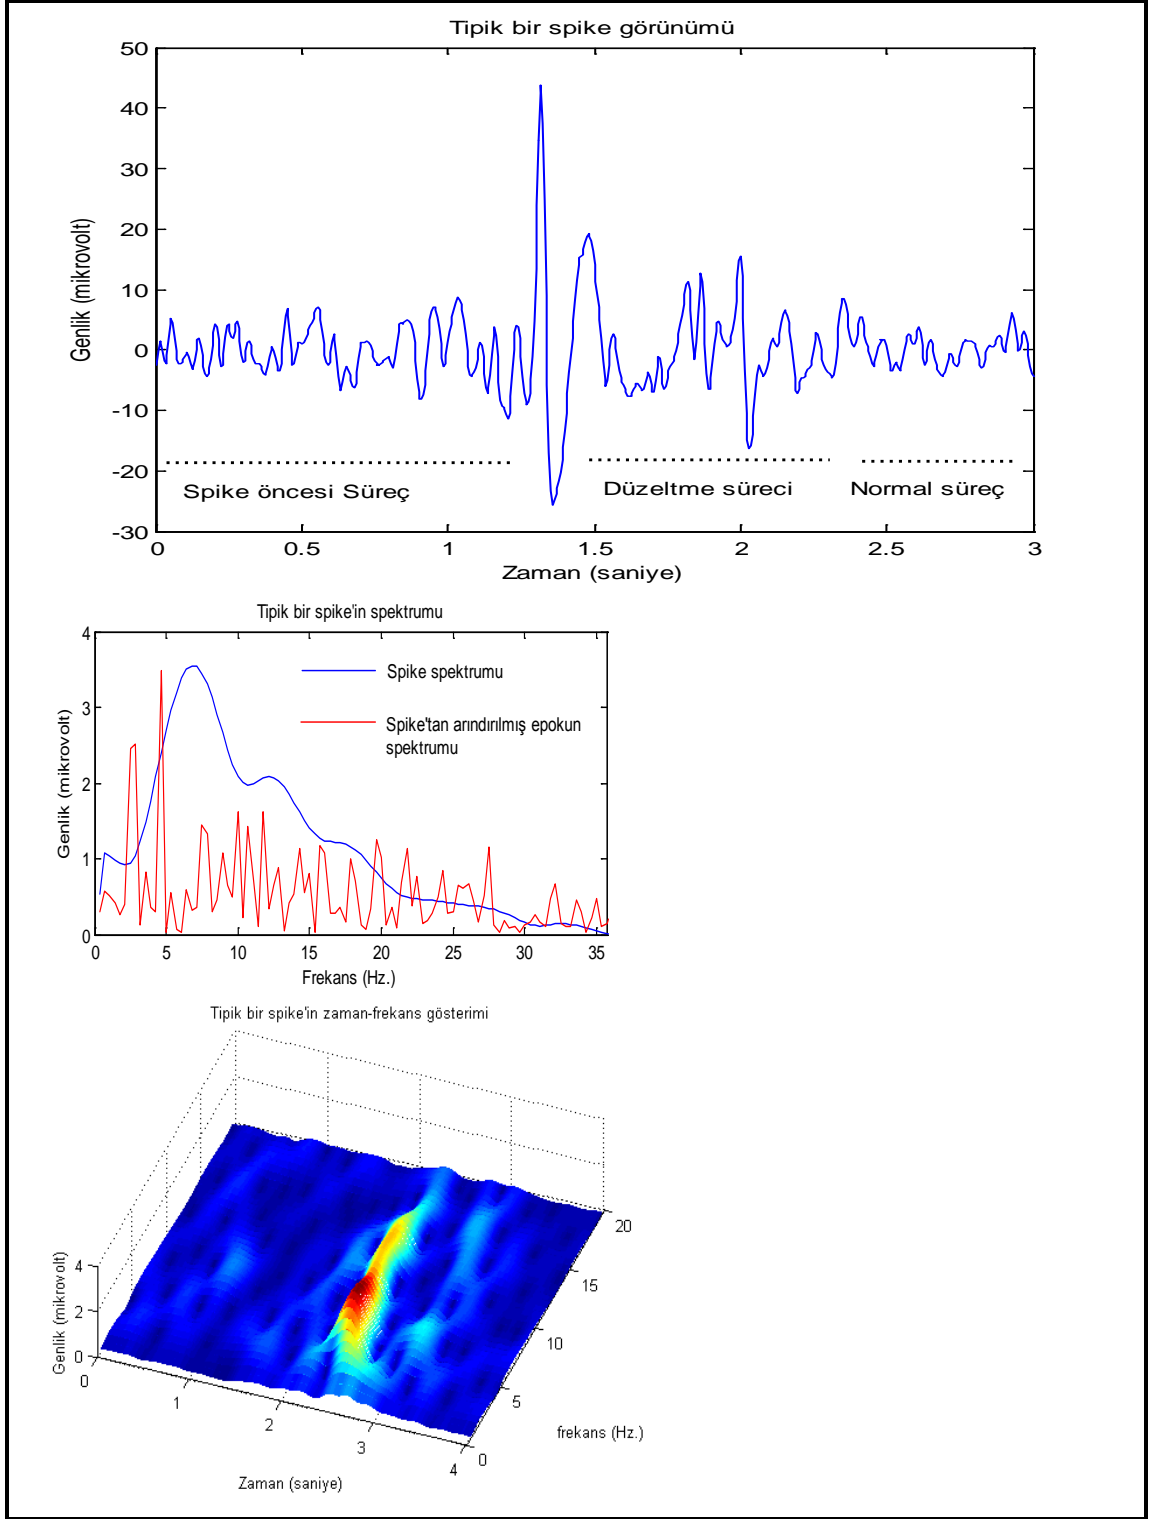 Tipik bir spike görünümü
50
40
30
20
10
0
-10
-20
-30
Genlik (mikrovolt)
Spike öncesi Süreç
Düzeltme süreci
Normal süreç
0 0.5 1 1.5 2 2.5 3
Zaman (saniye)
Tipik bir spike'in spektrumu
4
3
2
1
0
Genlik (mikrovolt)
Spike spektrumu
Spike'tan arındırılmış epokun
spektrumu
0 5 10 15 20 25 30 35
Frekans (Hz.)
Tipik bir spike'in zaman-frekans gösterimi
4
2
0
Genlik (mikrovolt)
0 1 2 3 4
Zaman (saniye)
20
15
10
5
0
frekans (Hz.)